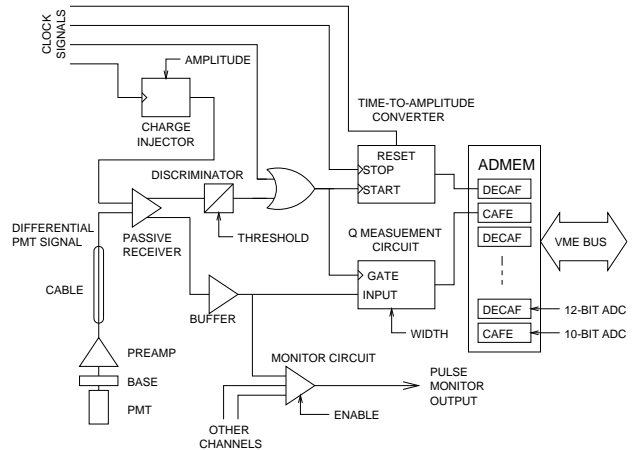 CLOCK
SIGNALS
AMPLITUDE
CHARGE
INJECTOR
TIME-TO-AMPLITUDE
CONVERTER
RESET
STOP
START
ADMEM
DECAF
CAFE
DECAF
DECAF
CAFE
VME BUS
12-BIT ADC
10-BIT ADC
DISCRIMINATOR
THRESHOLD
DIFFERENTIAL
PMT SIGNAL
PASSIVE
RECEIVER
Q MEASUEMENT
CIRCUIT
GATE
INPUT
WIDTH
CABLE
BUFFER
PREAMP
BASE
PMT
MONITOR CIRCUIT
PULSE
MONITOR
OUTPUT
ENABLE
OTHER
CHANNELS